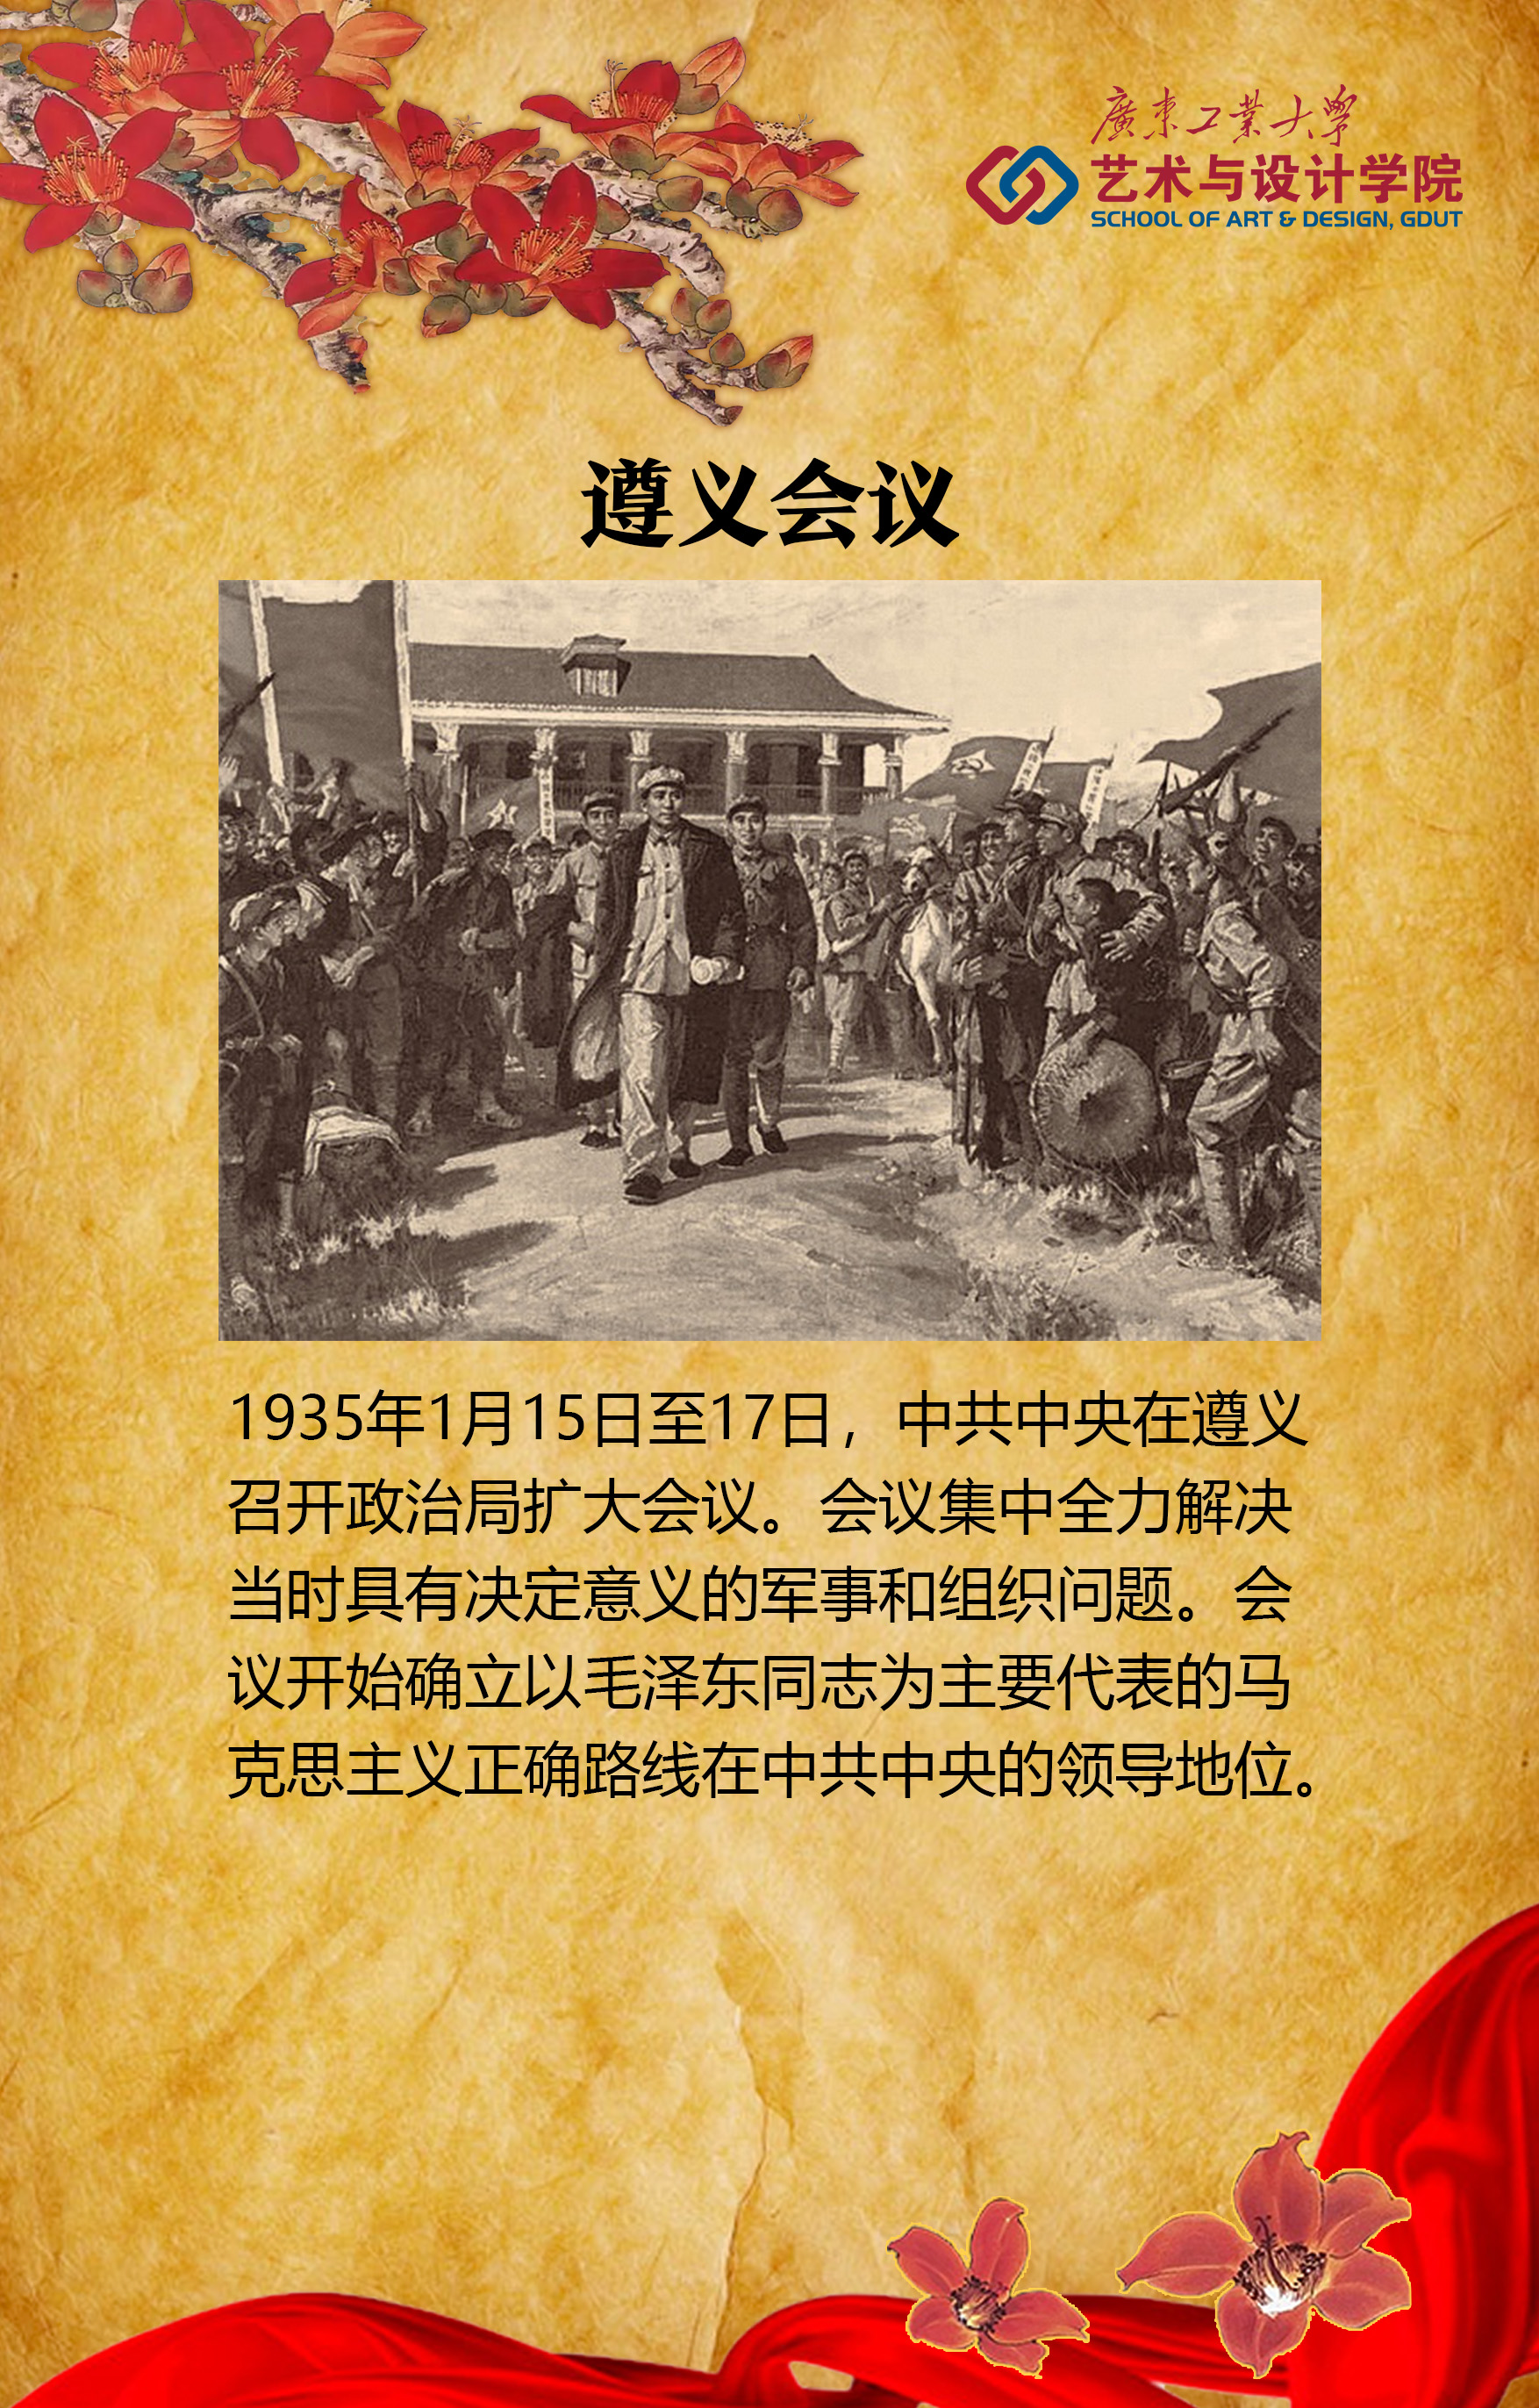 廣東工業大學
艺术与设计学院
SCHOOL OF ART & DESIGN, GDUT
遵义会议
1935年1月15日至17日，中共中央在遵义
召开政治局扩大会议。会议集中全力解决
当时具有决定意义的军事和组织问题。会
议开始确立以毛泽东同志为主要代表的马
克思主义正确路线在中共中央的领导地位。